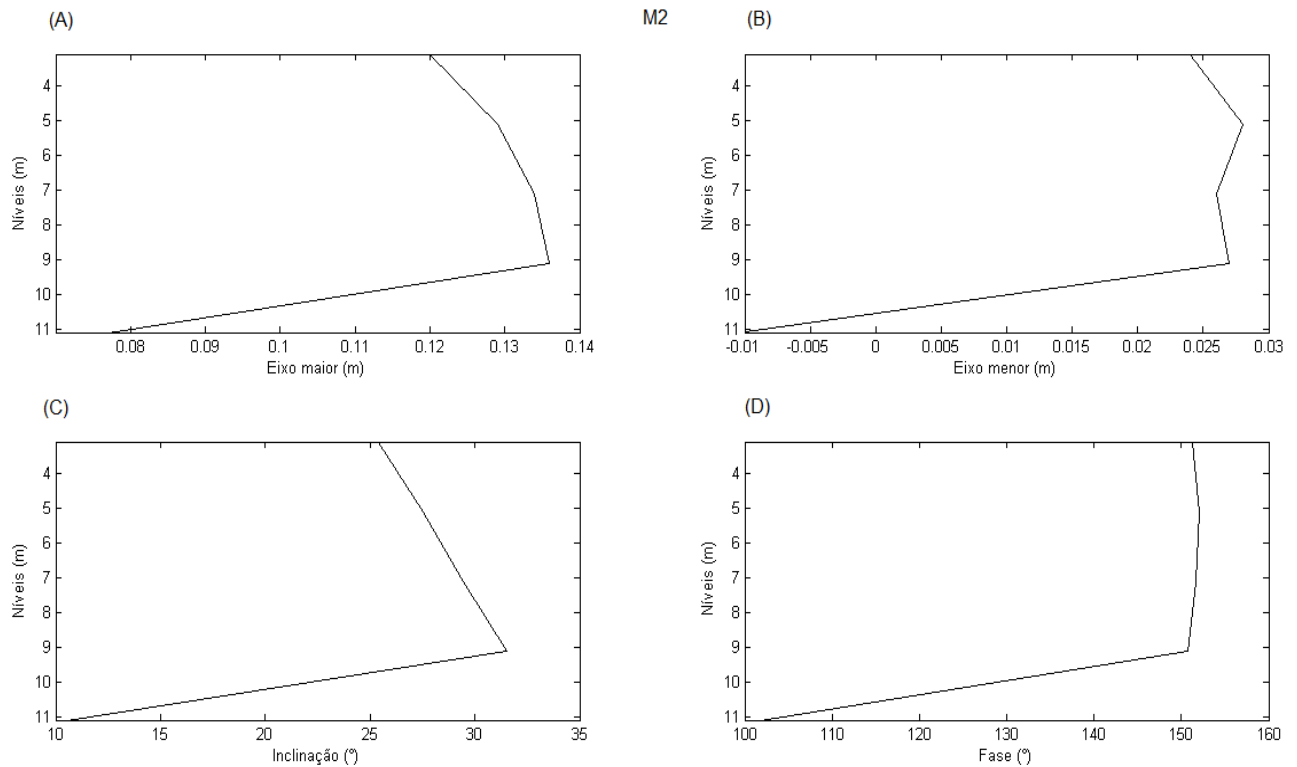 (A)
M2
(B)
Níveis (m)
4
5
6
7
8
9
10
11
0.08 0.09 0.1 0.11 0.12 0.13 0.14
Eixo maior (m)
Níveis (m)
4
5
6
7
8
9
10
11
-0.01 -0.005 0 0.005 0.01 0.015 0.02 0.025 0.03
Eixo menor (m)
(C)
(D)
Níveis (m)
4
5
6
7
8
9
10
11
10 15 20 25 30 35
Inclinação (º)
Níveis (m)
4
5
6
7
8
9
10
11
100 110 120 130 140 150 160
Fase (º)